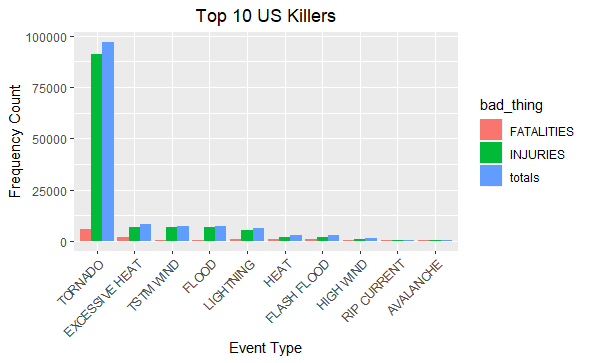 Top 10 US Killers
Frequency Count
100000
75000
50000
25000
0
TORNADO
EXCESSIVE HEAT
TSTM WIND
FLOOD
LIGHTNING
HEAT
FLASH FLOOD
HIGH WIND
RIP CURRENT
AVALANCHE
Event Type
bad_thing
FATALITIES
INJURIES
totals